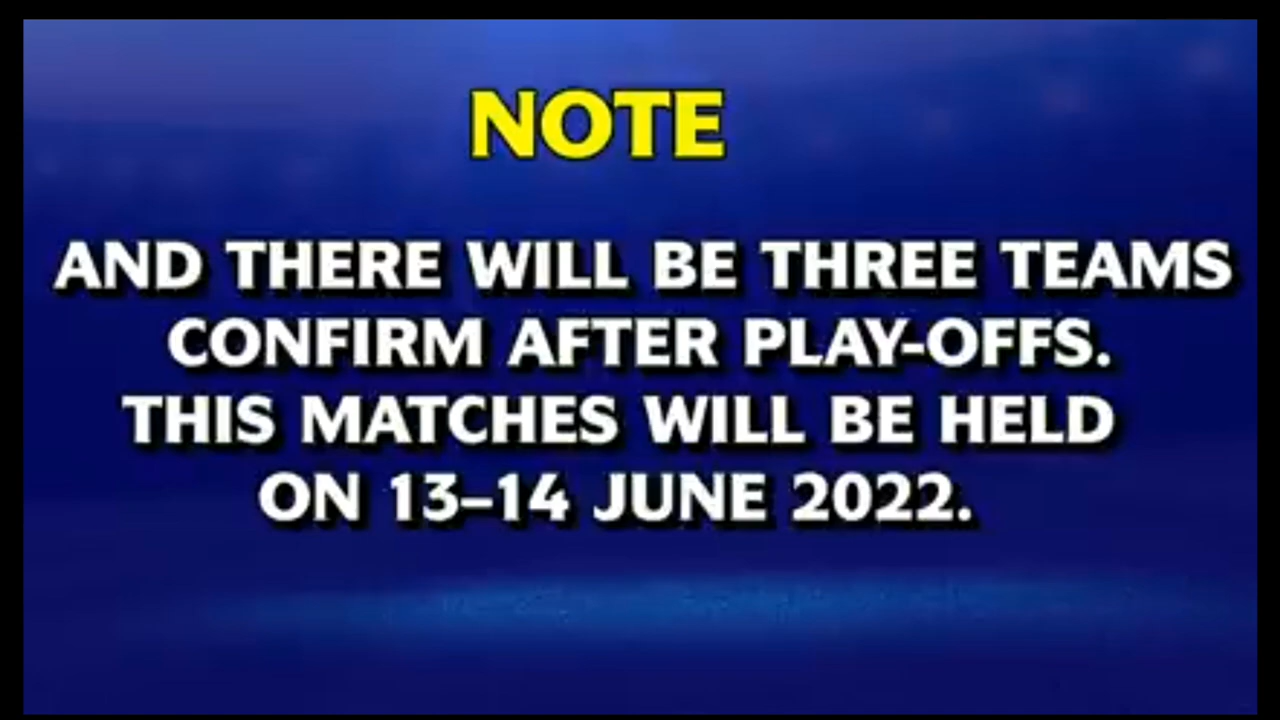 NOTE
AND THERE WILL BE THREE TEAMS
CONFIRM AFTER PLAY-OFFS.
THIS MATCHES WILL BE HELD
ON 13–14 JUNE 2022.